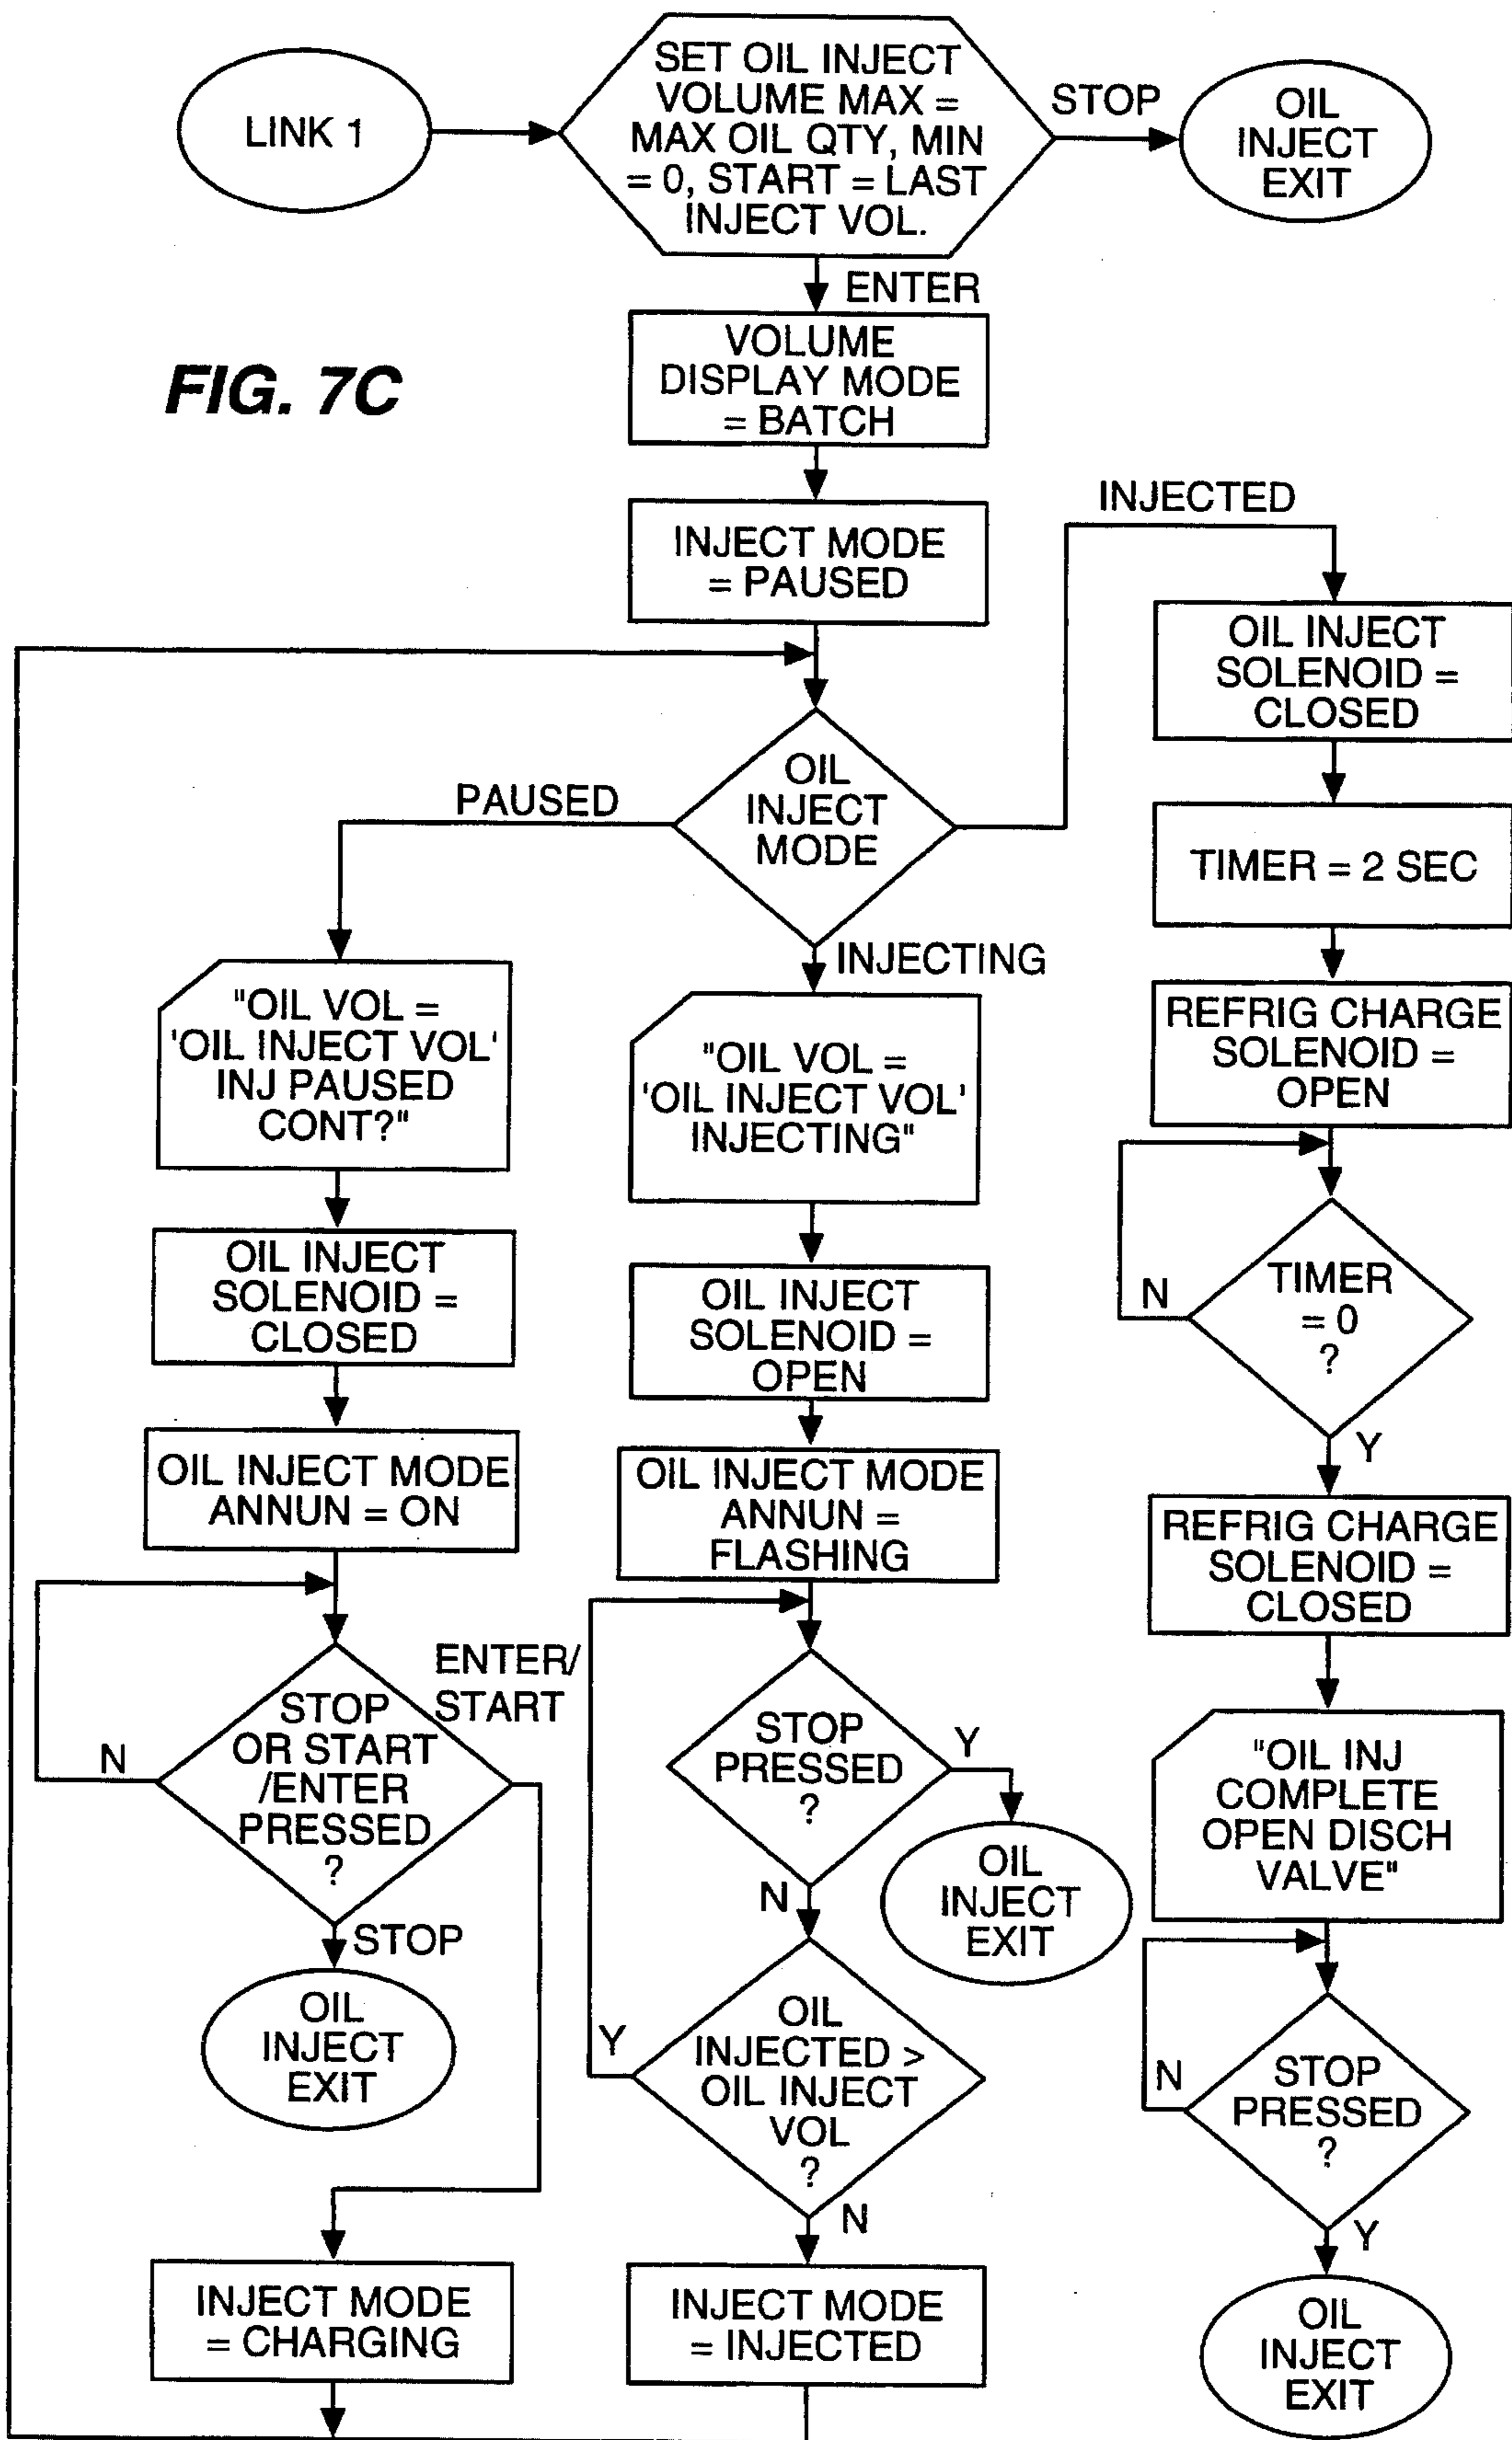 LINK 1
SET OIL INJECT
VOLUME MAX =
MAX OIL QTY, MIN
= 0, START = LAST
INJECT VOL.
STOP
OIL
INJECT
EXIT
ENTER
FIG. 7C
VOLUME
DISPLAY MODE
= BATCH
INJECT MODE
= PAUSED
INJECTED
OIL
INJECT
MODE
PAUSED
INJECTING
"OIL VOL =
'OIL INJECT VOL'
INJ PAUSED
CONT?"
OIL INJECT
SOLENOID =
CLOSED
OIL INJECT MODE
ANNUN = ON
STOP
OR START
/ENTER
PRESSED
?
N
ENTER/
START
STOP
OIL
INJECT
EXIT
INJECT MODE
= CHARGING
"OIL VOL =
'OIL INJECT VOL'
INJECTING"
OIL INJECT
SOLENOID =
OPEN
OIL INJECT MODE
ANNUN =
FLASHING
STOP
PRESSED
?
Y
OIL
INJECT
EXIT
N
OIL
INJECTED >
OIL INJECT
VOL
?
Y
N
INJECT MODE
= INJECTED
OIL INJECT
SOLENOID =
CLOSED
TIMER = 2 SEC
REFRIG CHARGE
SOLENOID =
OPEN
TIMER
= 0
?
N
Y
REFRIG CHARGE
SOLENOID =
CLOSED
"OIL INJ
COMPLETE
OPEN DISCH
VALVE"
STOP
PRESSED
?
N
Y
OIL
INJECT
EXIT